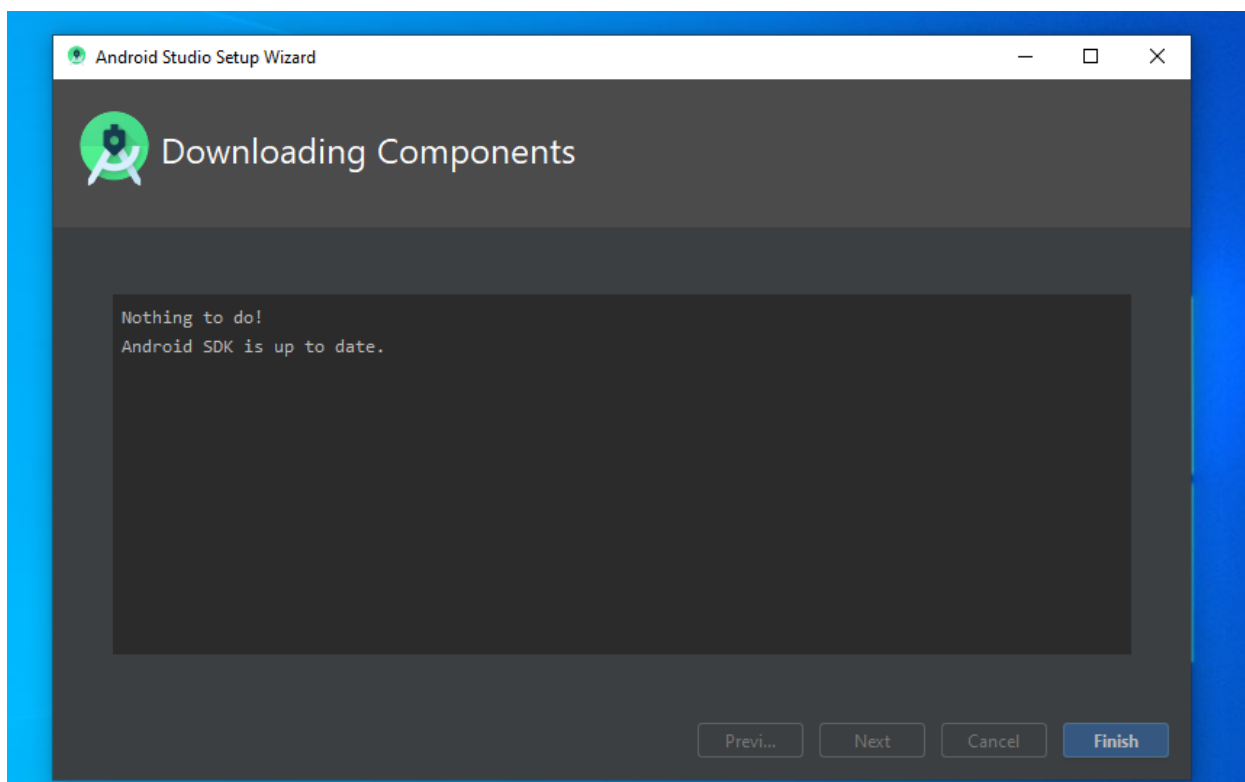 Android Studio Setup Wizard
Downloading Components
Nothing to do!
Android SDK is up to date.
Previ... Next Cancel Finish